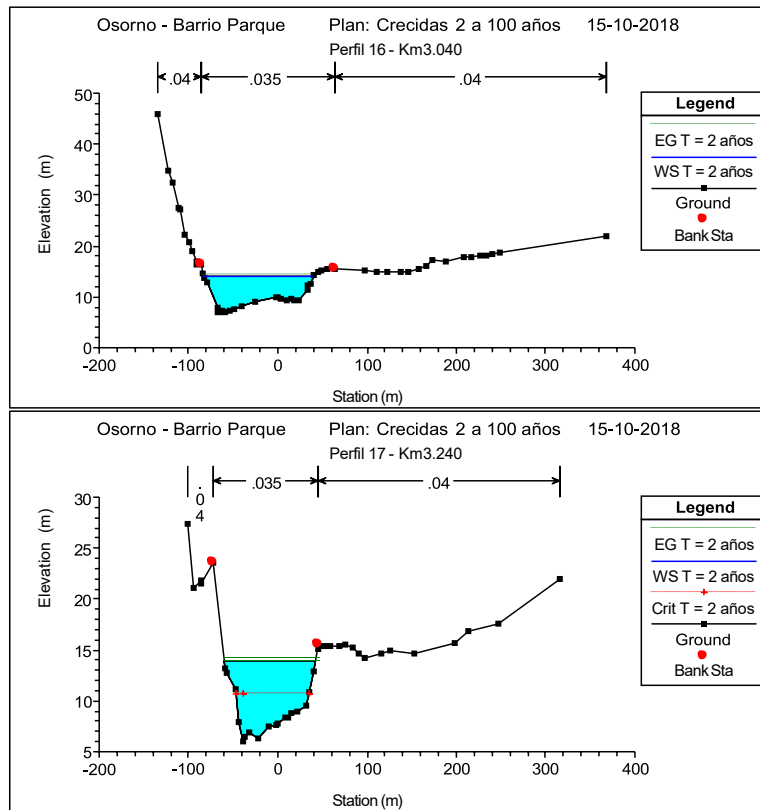 Osorno - Barrio Parque Plan: Crecidas 2 a 100 años 15-10-2018
Perfil 16 - Km3.040
.04 .035 .04
Legend
EG T = 2 años
WS T = 2 años
Ground
Bank Sta
Elevation (m)
50
40
30
20
10
0
-200 -100 0 100 200 300 400
Station (m)
Osorno - Barrio Parque Plan: Crecidas 2 a 100 años 15-10-2018
Perfil 17 - Km3.240
.04 .035 .04
Legend
EG T = 2 años
WS T = 2 años
Crit T = 2 años
Ground
Bank Sta
Elevation (m)
30
25
20
15
10
5
-200 -100 0 100 200 300 400
Station (m)